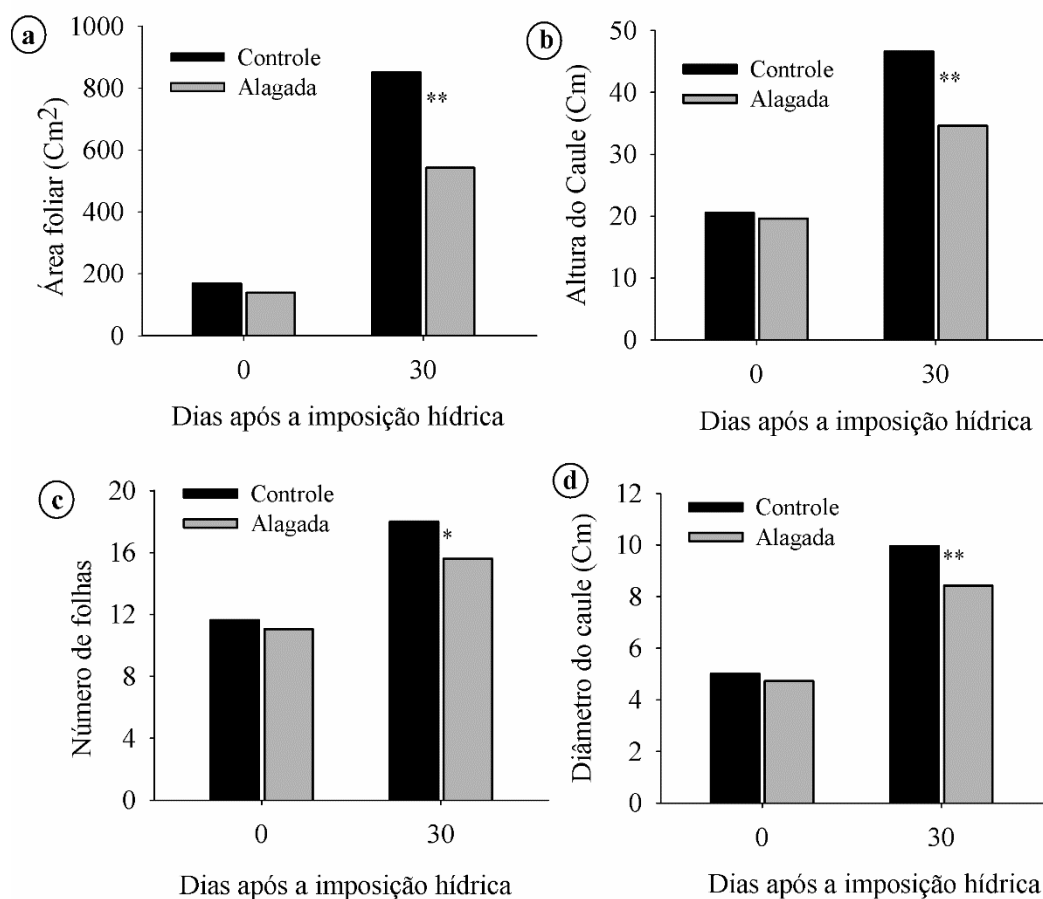 a
Área foliar (Cm2)
1000
800
600
400
200
0
Controle
Alagada
**
0 30
Dias após a imposição hídrica
b
Altura do Caule (Cm)
50
40
30
20
10
0
Controle
Alagada
**
0 30
Dias após a imposição hídrica
c
Número de folhas
20
16
12
8
4
0
Controle
Alagada
*
0 30
Dias após a imposição hídrica
d
Diâmetro do caule (Cm)
12
10
8
6
4
2
0
Controle
Alagada
**
0 30
Dias após a imposição hídrica